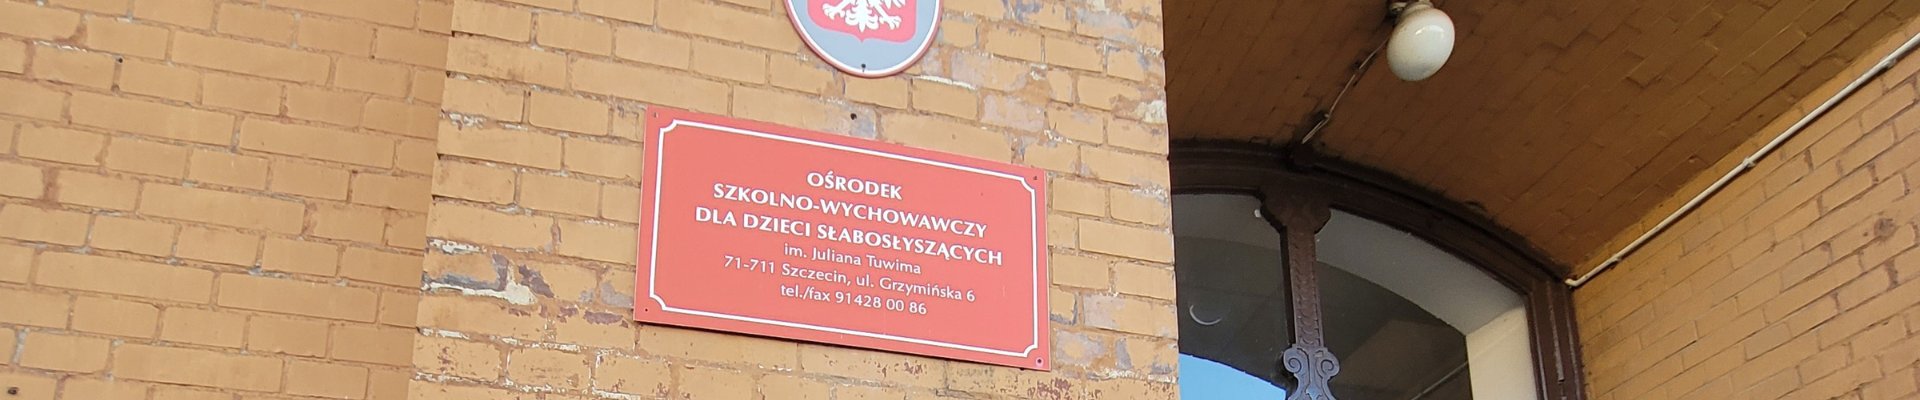 OŚRODEK
SZKOLNO-WYCHOWAWCZY
DLA DZIECI SŁABOSŁYSZĄCYCH
im. Juliana Tuwima
71-711 Szczecin, ul. Grzymińska 6
tel./fax 91428 00 86